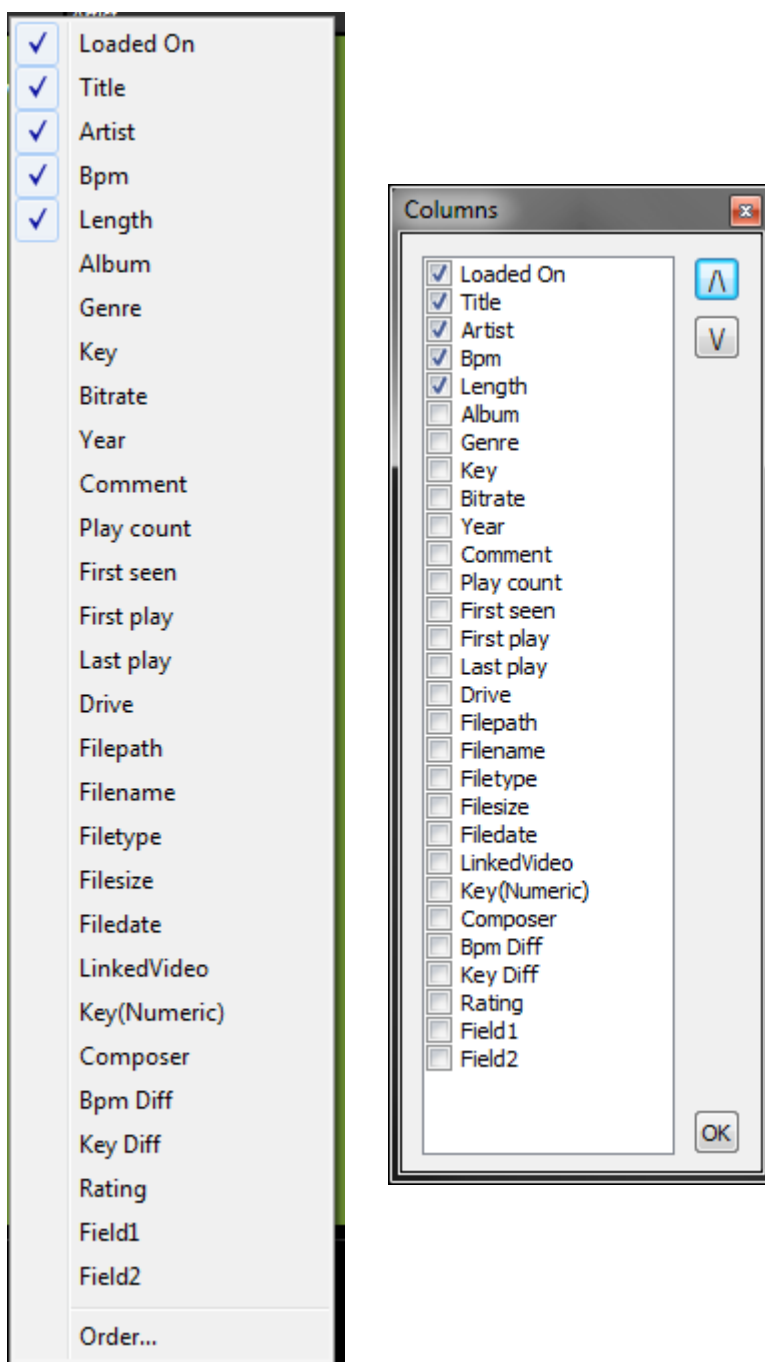 Loaded On
Title
Artist
Bpm
Length
Album
Genre
Key
Bitrate
Year
Comment
Play count
First seen
First play
Last play
Drive
Filepath
Filename
Filetype
Filesize
Filedate
LinkedVideo
Key(Numeric)
Composer
Bpm Diff
Key Diff
Rating
Field1
Field2
Order...
Columns
Loaded On
Title
Artist
Bpm
Length
Album
Genre
Key
Bitrate
Year
Comment
Play count
First seen
First play
Last play
Drive
Filepath
Filename
Filetype
Filesize
Filedate
LinkedVideo
Key(Numeric)
Composer
Bpm Diff
Key Diff
Rating
Field1
Field2
/\
\/
OK